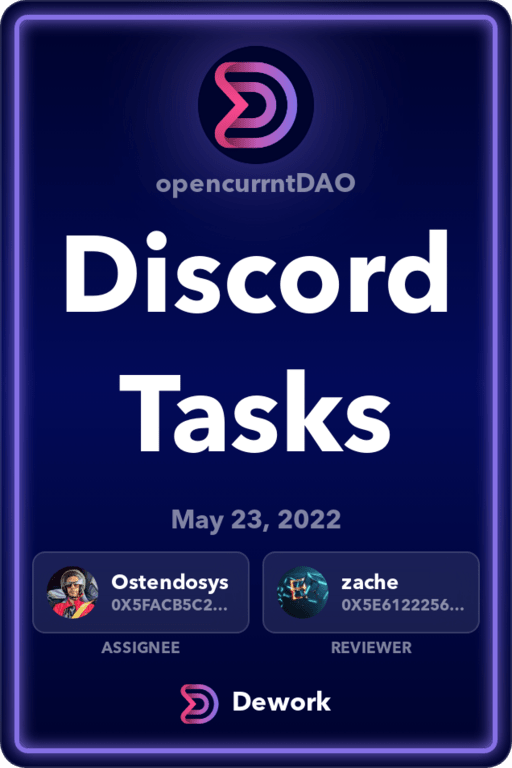 opencurrntDAO
Discord
Tasks
May 23, 2022
Ostendosys
0X5FACB5C2...
zache
0X5E6122256...
ASSIGNEE
REVIEWER
Dework